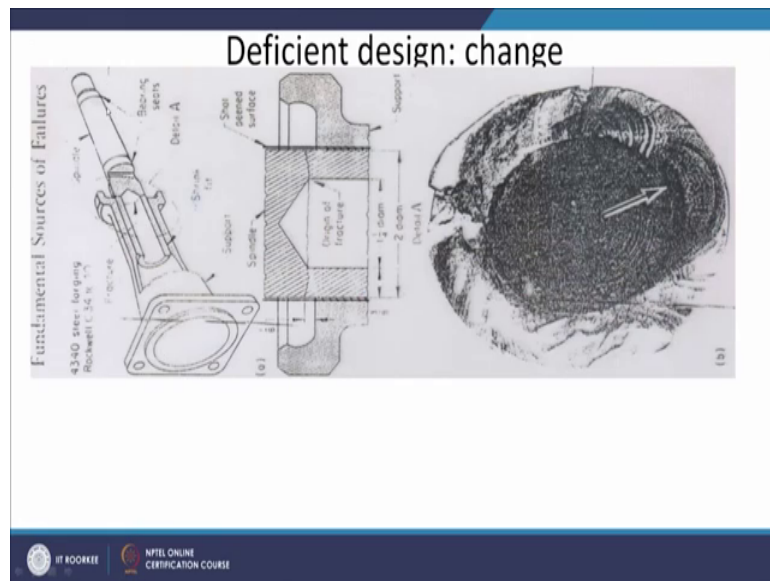 Deficient design: change
Fundamental Sources of Failures
4340 steel forging
Rockwell C 34 to
Spindle
Bearing
seats
Detail A
Shrink
fit
Fracture
Support
(a)
Shot
peened
surface
Spindle
Support
Origin of
fracture
Support
1 1/4 diam
2 diam
Detail A
(b)
IIT ROORKEE
NPTEL ONLINE
CERTIFICATION COURSE